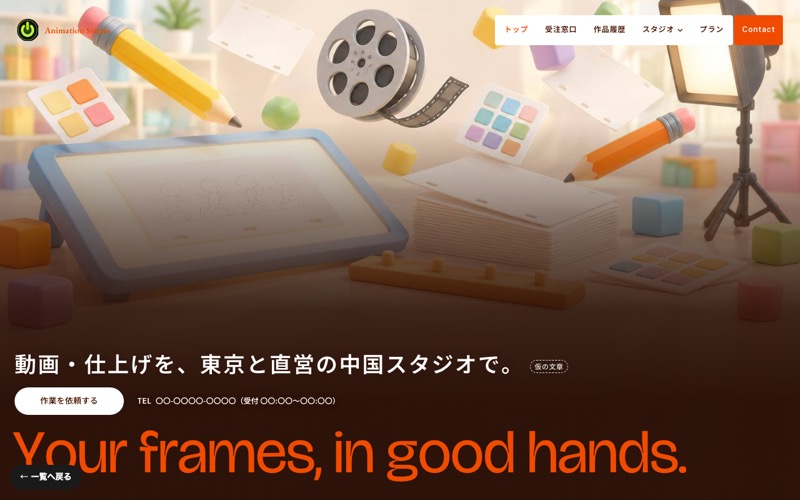 Animation Studio
トップ
受注窓口
作品履歴
スタジオ
プラン
Contact
動画・仕上げを、東京と直営の中国スタジオで。
仮の文章
作業を依頼する
TEL 〇〇-〇〇〇〇-〇〇〇〇（受付 〇〇:〇〇〜〇〇:〇〇）
Your frames, in good hands.
← 一覧へ戻る